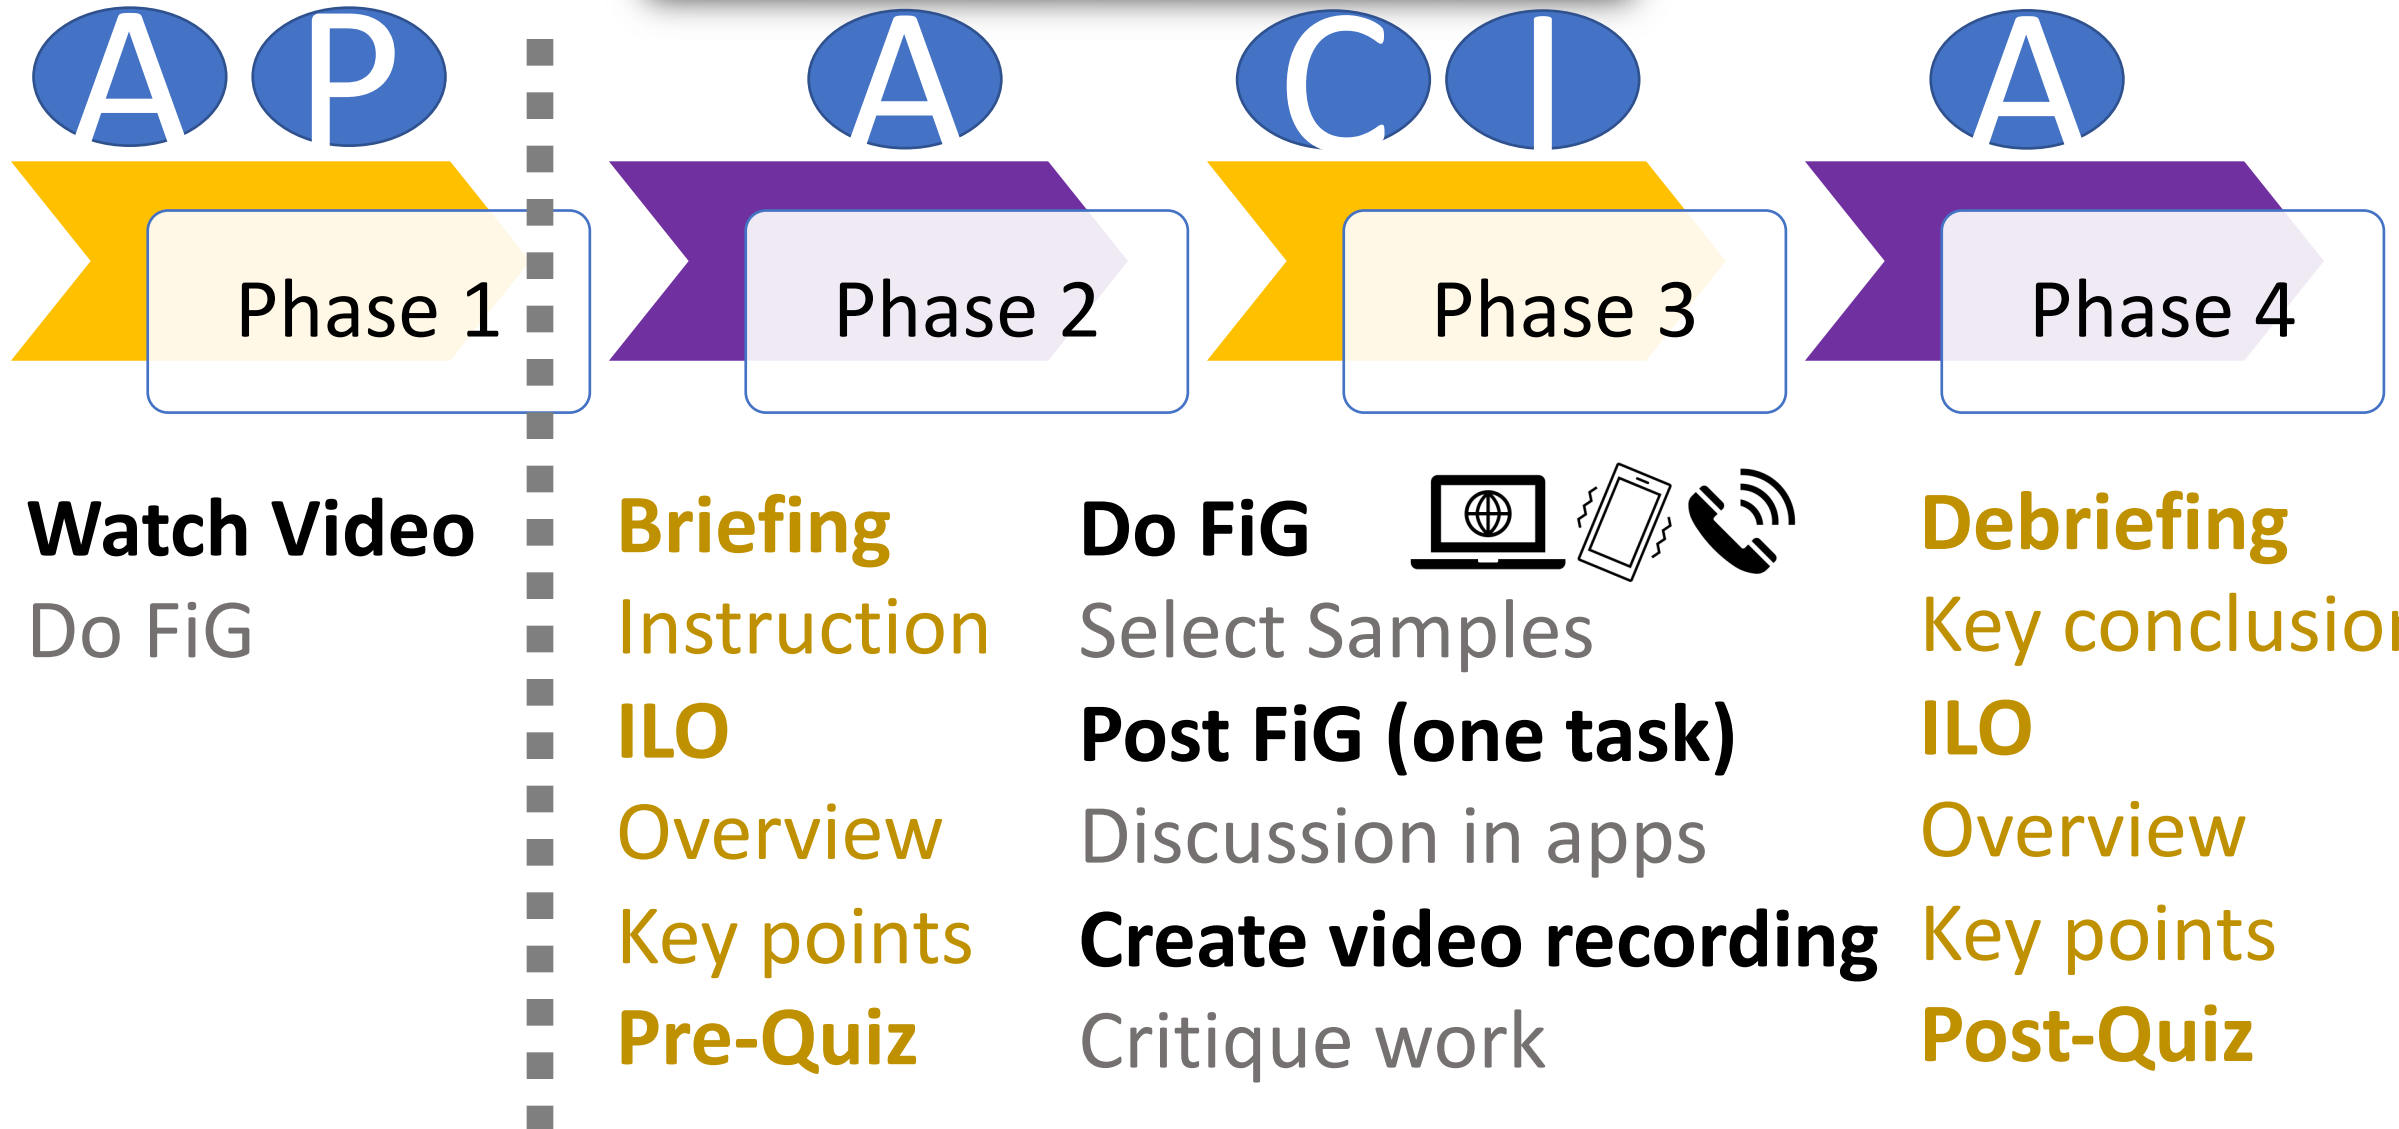 A P A C I A
Phase 1 Phase 2 Phase 3 Phase 4
Watch Video
Do FiG
Briefing
Instruction
ILO
Overview
Key points
Pre-Quiz
Do FiG
Select Samples
Post FiG (one task)
Discussion in apps
Create video recording
Critique work
Debriefing
Key
ILO
Overview
Key points
Post-Quiz